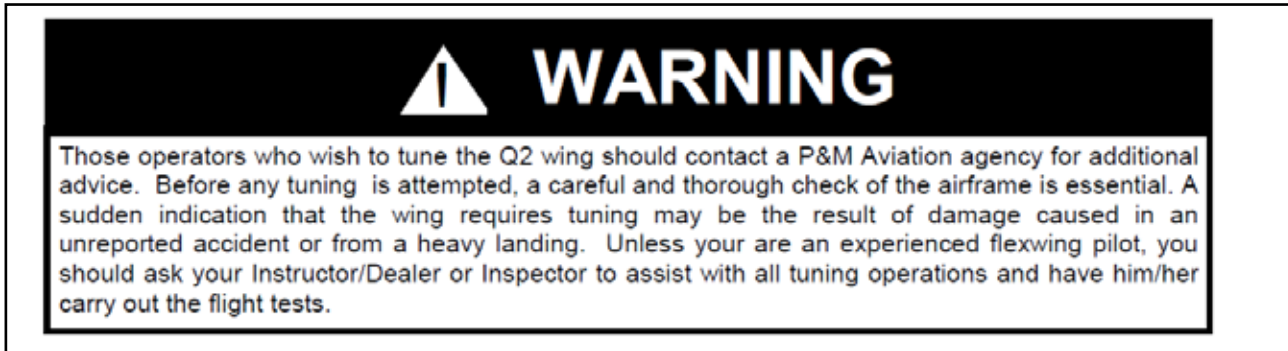 WARNING
Those operators who wish to tune the Q2 wing should contact a P&M Aviation agency for additional
advice.  Before any tuning  is attempted, a careful and thorough check of the airframe is essential. A
sudden indication that the wing requires tuning may be the result of damage caused in an
unreported accident or from a heavy landing.  Unless your are an experienced flexwing pilot, you
should ask your Instructor/Dealer or Inspector to assist with all tuning operations and have him/her
carry out the flight tests.